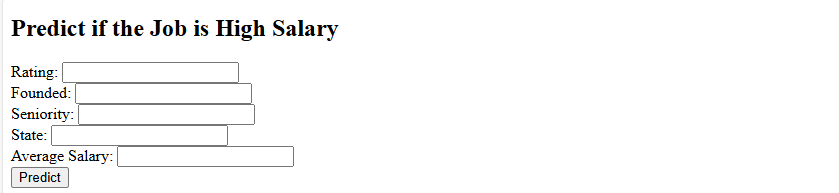 Predict if the Job is High Salary
Rating:
Founded:
Seniority:
State:
Average Salary:
Predict